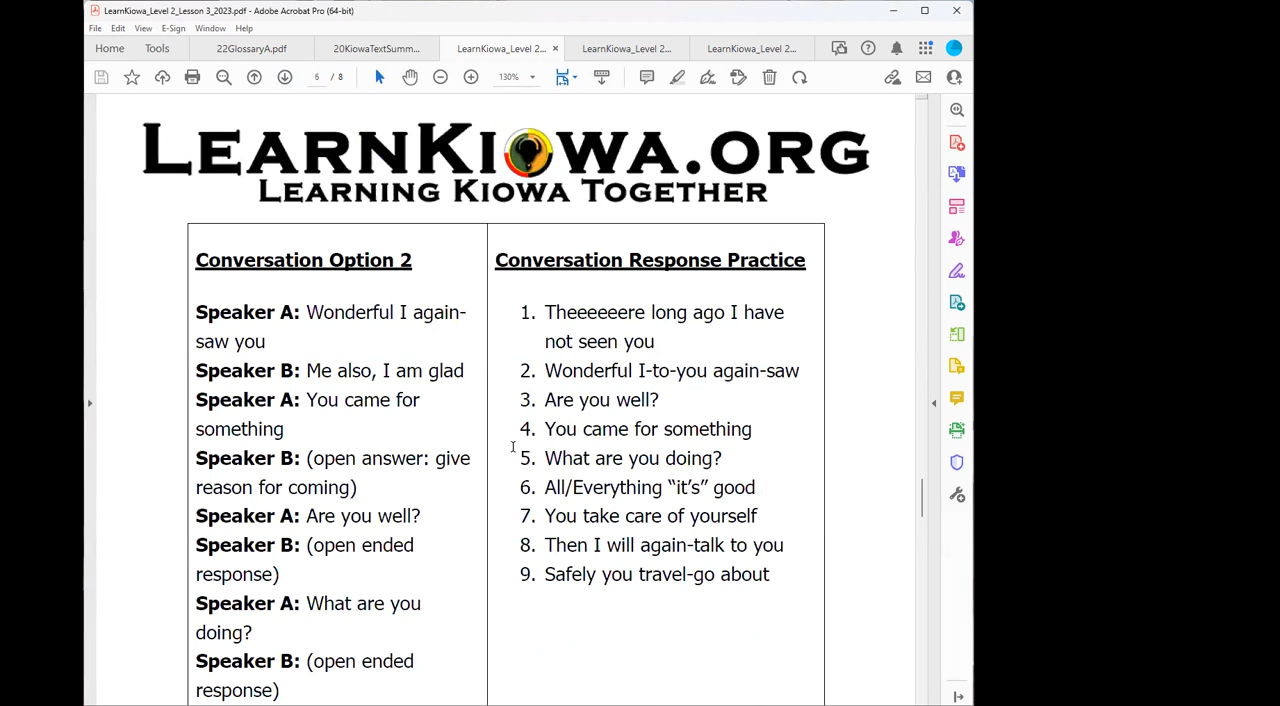 LearnKiowa_Level 2_Lesson 3_2023.pdf - Adobe Acrobat Pro (64-bit)
File Edit View E-Sign Window Help
Home Tools 22GlossaryA.pdf 20KiowaTextSumm... LearnKiowa_Level 2... × LearnKiowa_Level 2... LearnKiowa_Level 2...
6 / 8 130%
LEARNKIOWA.ORG
LEARNING KIOWA TOGETHER
Conversation Option 2
Speaker A: Wonderful I again-
saw you
Speaker B: Me also, I am glad
Speaker A: You came for
something
Speaker B: (open answer: give
reason for coming)
Speaker A: Are you well?
Speaker B: (open ended
response)
Speaker A: What are you
doing?
Speaker B: (open ended
response)
Conversation Response Practice
1. Theeeeeere long ago I have
not seen you
2. Wonderful I-to-you again-saw
3. Are you well?
4. You came for something
5. What are you doing?
6. All/Everything “it’s” good
7. You take care of yourself
8. Then I will again-talk to you
9. Safely you travel-go about